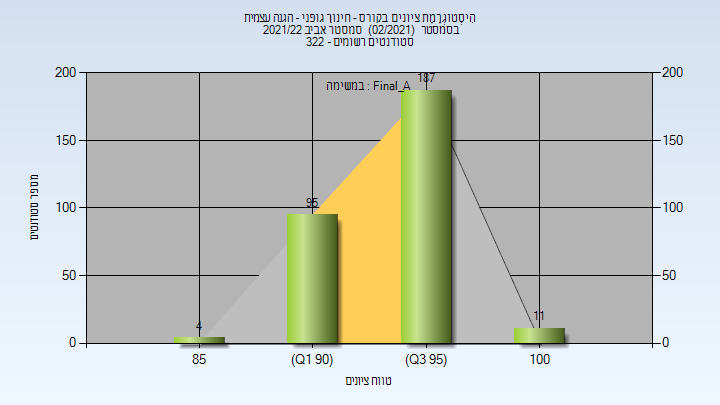 היסטוגרמת ציונים בקורס - חינוך גופני - הגנה עצמית
בסמסטר (02/2021) סמסטר אביב 2021/22
סטודנטים רשומים - 322
במשימה : Final_A
מספר סטודנטים
200
150
100
50
0
200
150
100
50
0
4
95
187
11
85
(Q1 90)
(Q3 95)
100
טווח ציונים